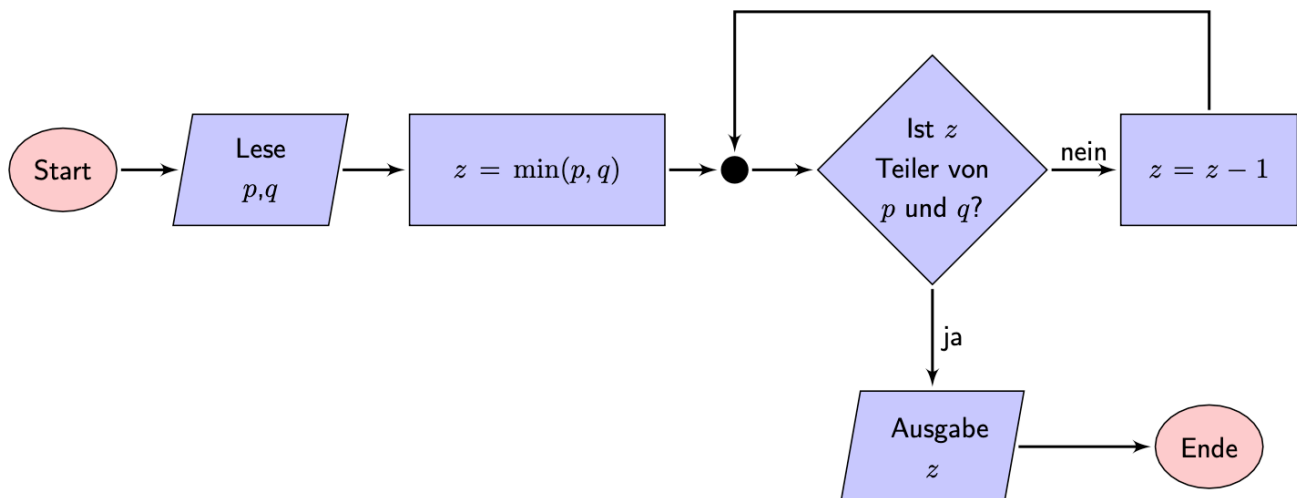 Start
Lese
p,q
z = min(p, q)
Ist z
Teiler von
p und q?
nein
z = z − 1
ja
Ausgabe
z
Ende